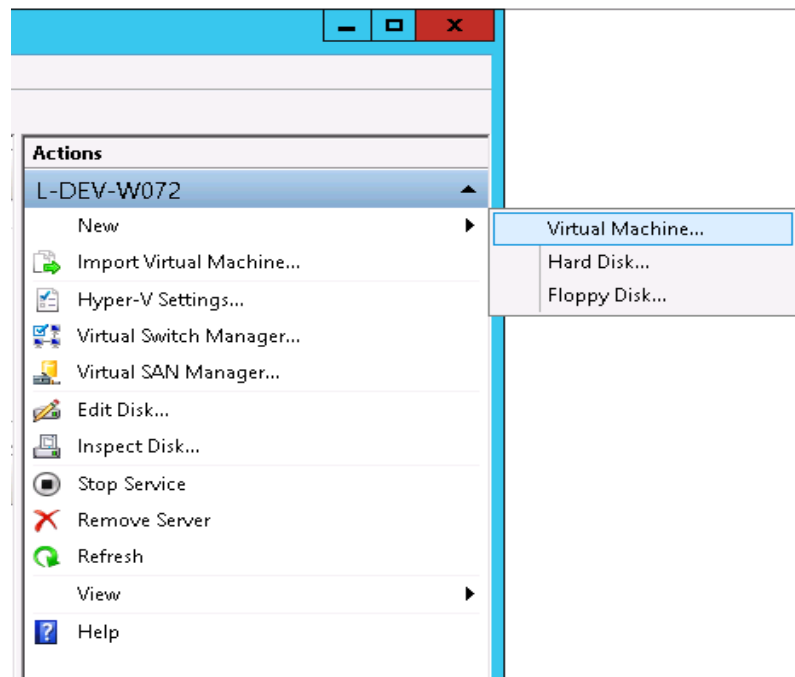 Actions
L-DEV-W072
New
Virtual Machine...
Import Virtual Machine...
Hard Disk...
Hyper-V Settings...
Floppy Disk...
Virtual Switch Manager...
Virtual SAN Manager...
Edit Disk...
Inspect Disk...
Stop Service
Remove Server
Refresh
View
Help